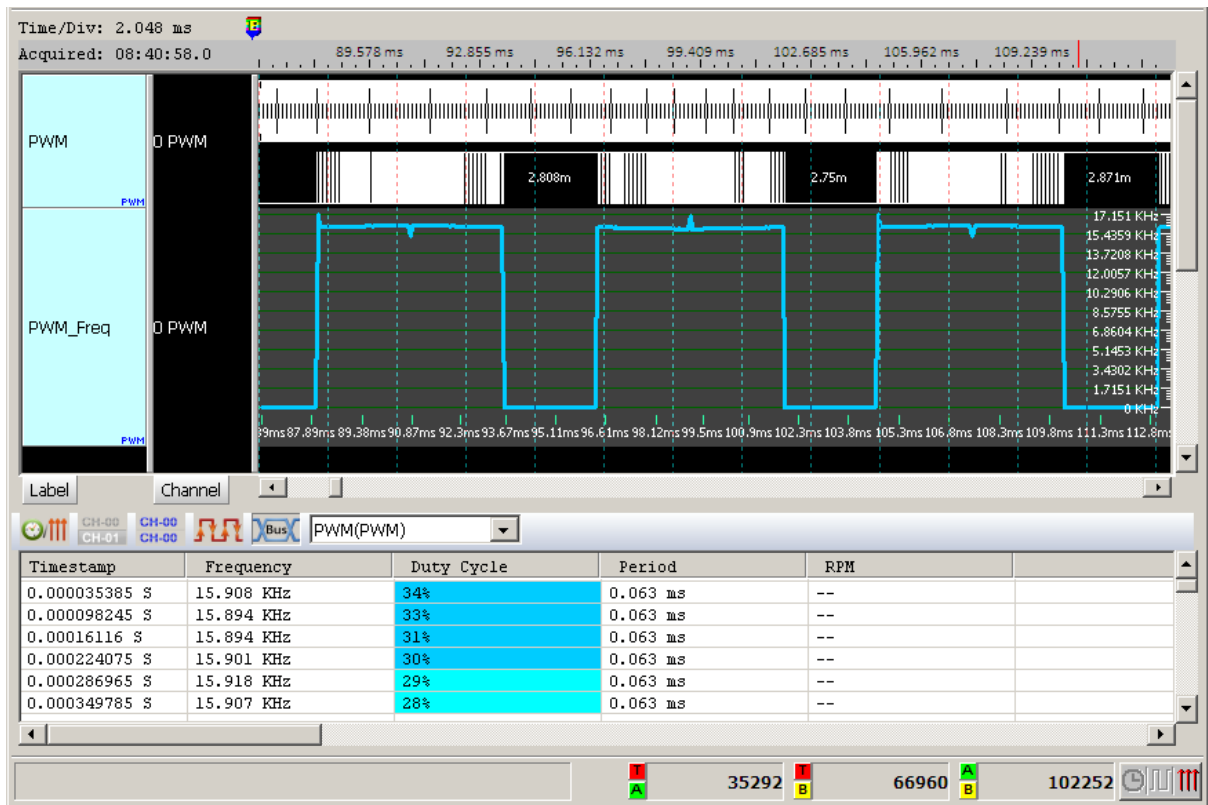 Time/Div: 2.048 ms
Acquired: 08:40:58.0
89.578 ms 92.855 ms 96.132 ms 99.409 ms 102.685 ms 105.962 ms 109.239 ms
PWM
0 PWM
2.808m 2.75m 2.871m
PWM
17.151 KHz
15.4359 KHz
13.7208 KHz
12.0057 KHz
10.2906 KHz
8.5755 KHz
PWM_Freq
0 PWM
6.8604 KHz
5.1453 KHz
3.4302 KHz
1.7151 KHz
0 KHz
9ms 87.89ms 89.38ms 90.87ms 92.3ms 93.67ms 95.11ms 96.61ms 98.12ms 99.5ms 100.9ms 102.3ms 103.8ms 105.3ms 106.8ms 108.3ms 109.8ms 111.3ms 112.8m
PWM
Label Channel
CH-00 CH-01 CH-00 CH-00 Bus PWM(PWM)
Timestamp Frequency Duty Cycle Period RPM
0.000035385 S 15.908 KHz 34% 0.063 ms --
0.000098245 S 15.894 KHz 33% 0.063 ms --
0.00016116 S 15.894 KHz 31% 0.063 ms --
0.000224075 S 15.901 KHz 30% 0.063 ms --
0.000286965 S 15.918 KHz 29% 0.063 ms --
0.000349785 S 15.907 KHz 28% 0.063 ms --
T A 35292 T B 66960 A B 102252